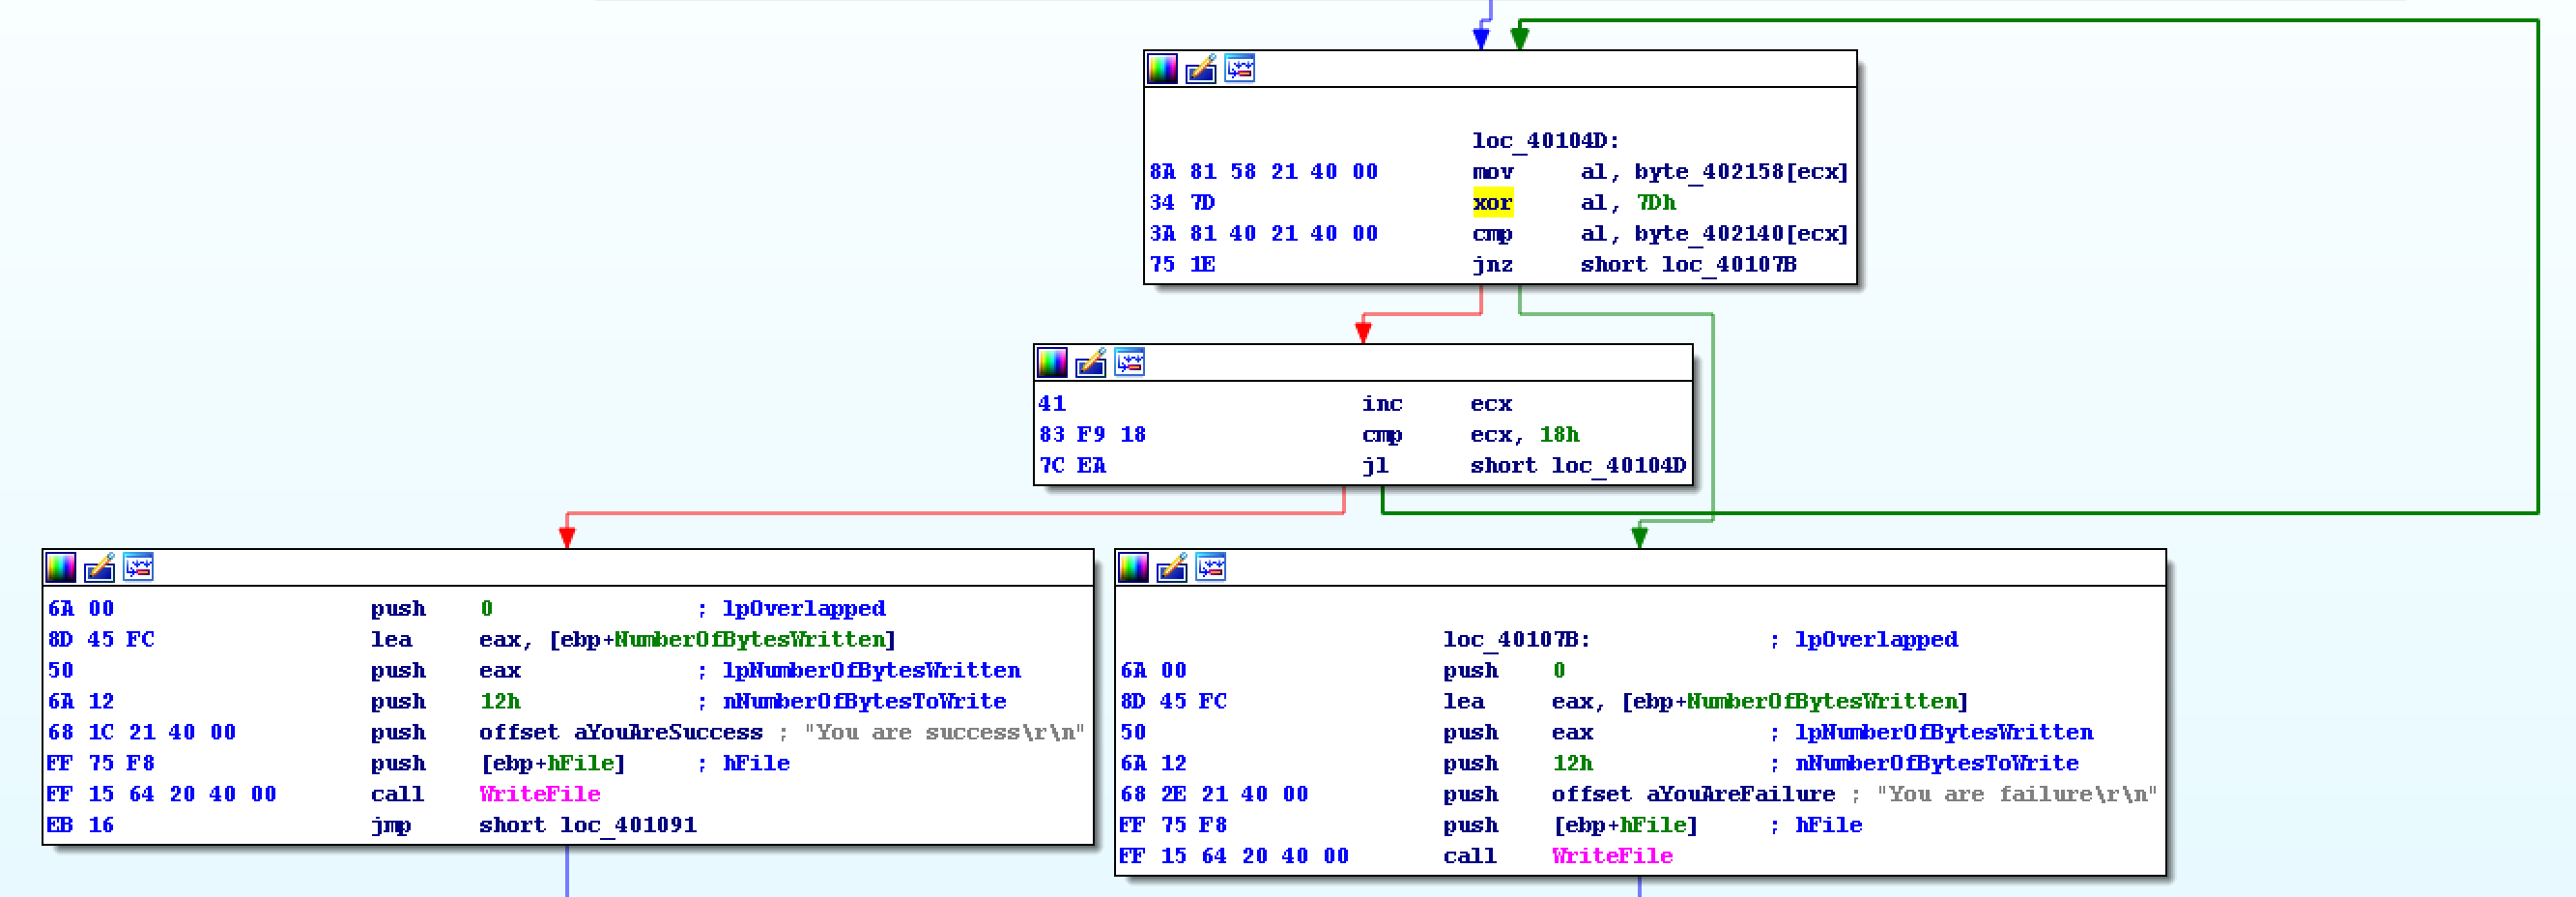 loc_40104D:
8A 81 58 21 40 00 mov al, byte_402158[ecx]
34 7D xor al, 7Dh
3A 81 40 21 40 00 cmp al, byte_402140[ecx]
75 1E jnz short loc_40107B
41 inc ecx
83 F9 18 cmp ecx, 18h
7C EA jl short loc_40104D
6A 00 push 0 ; lpOverlapped
8D 45 FC lea eax, [ebp+NumberOfBytesWritten]
50 push eax ; lpNumberOfBytesWritten
6A 12 push 12h ; nNumberOfBytesToWrite
68 1C 21 40 00 push offset aYouAreSuccess ; "You are success\r\n"
FF 75 F8 push [ebp+hFile] ; hFile
FF 15 64 20 40 00 call WriteFile
EB 16 jmp short loc_401091
loc_40107B: ; lpOverlapped
6A 00 push 0
8D 45 FC lea eax, [ebp+NumberOfBytesWritten]
50 push eax ; lpNumberOfBytesWritten
6A 12 push 12h ; nNumberOfBytesToWrite
68 2E 21 40 00 push offset aYouAreFailure ; "You are failure\r\n"
FF 75 F8 push [ebp+hFile] ; hFile
FF 15 64 20 40 00 call WriteFile